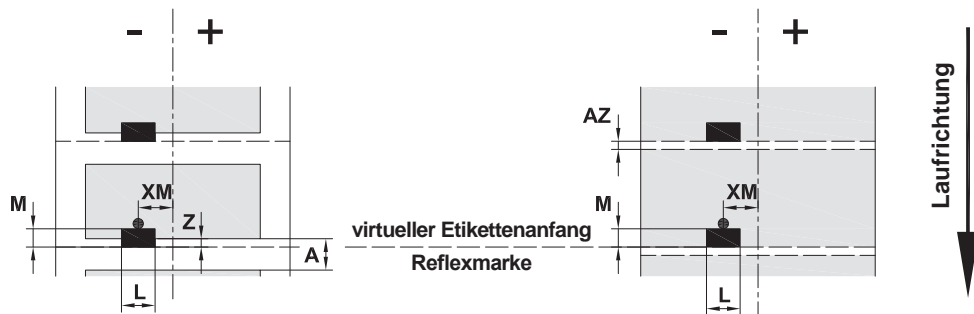 - +
- +
AZ
XM
M
Z
A
L
virtueller Etikettenanfang
Reflexmarke
XM
M
L
Laufrichtung